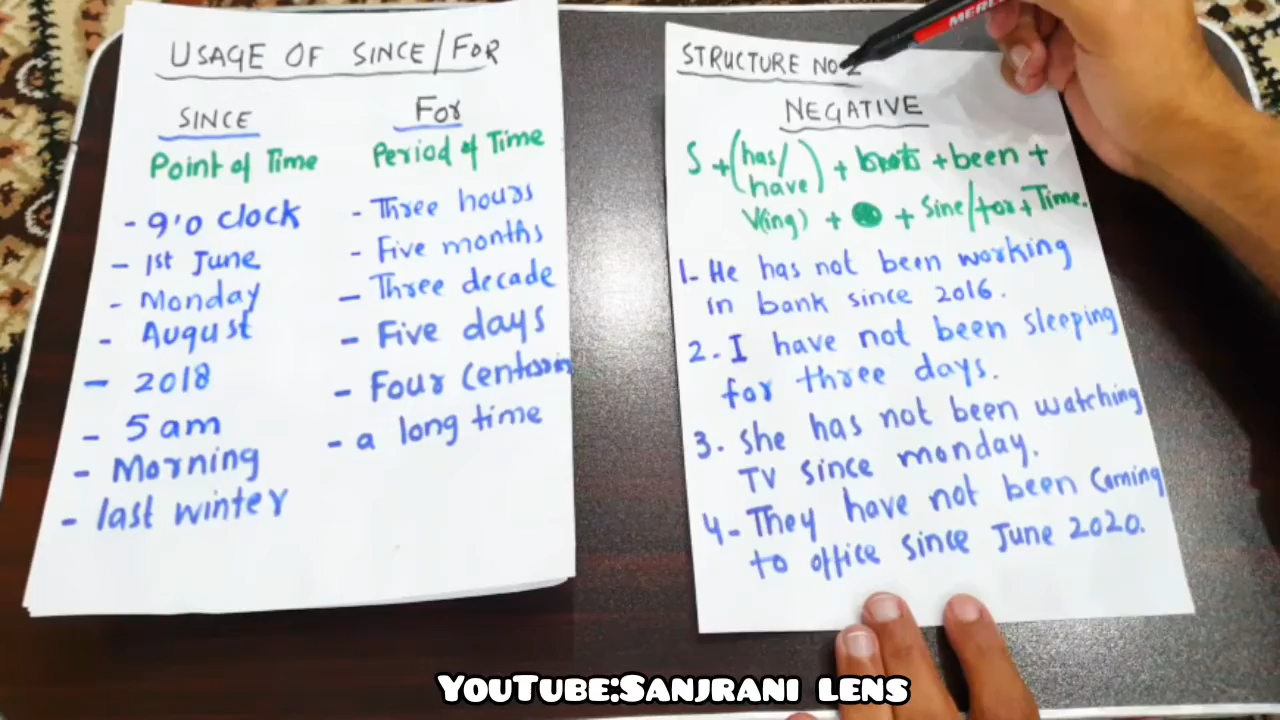 USAGE OF SINCE/FOR
SINCE
Point of Time
- 9'o clock
- 1st June
- Monday
- August
- 2018
- 5 am
- Morning
- last winter
For
Period of Time
- Three hours
- Five months
- Three decade
- Five days
- Four
- a long time
STRUCTURE NO-2
NEGATIVE
S + (has/
have) + + been +
V(ing) + + Sine/for + Time.
1- He has not been working
in bank since 2016.
2. I have not been sleeping
for three days.
3. She has not been watching
TV since monday.
4- They have not been Coming
to office since June 2020.
YouTube:Sanjrani lens